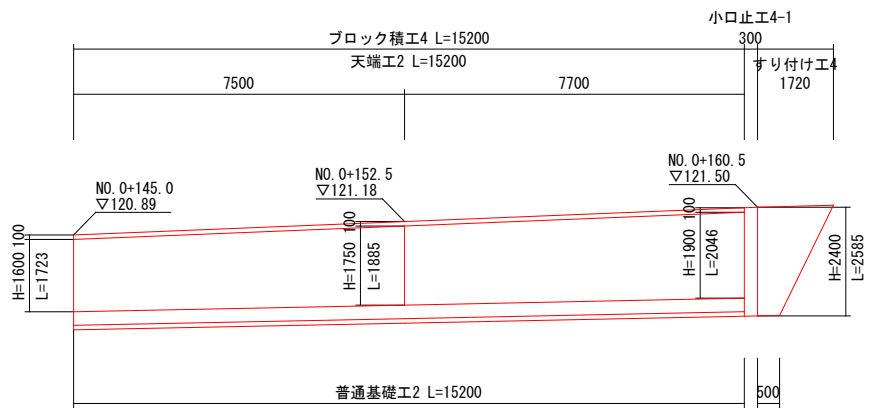 小口止工4-1
ブロック積工4 L=15200
300
天端工2 L=15200
すり付け工4
7500
7700
1720
NO.0+145.0
▽120.89
NO.0+152.5
▽121.18
NO.0+160.5
▽121.50
100
H=1600
L=1723
100
H=1750
L=1885
100
H=1900
L=2046
H=2400
L=2585
普通基礎工2 L=15200
500